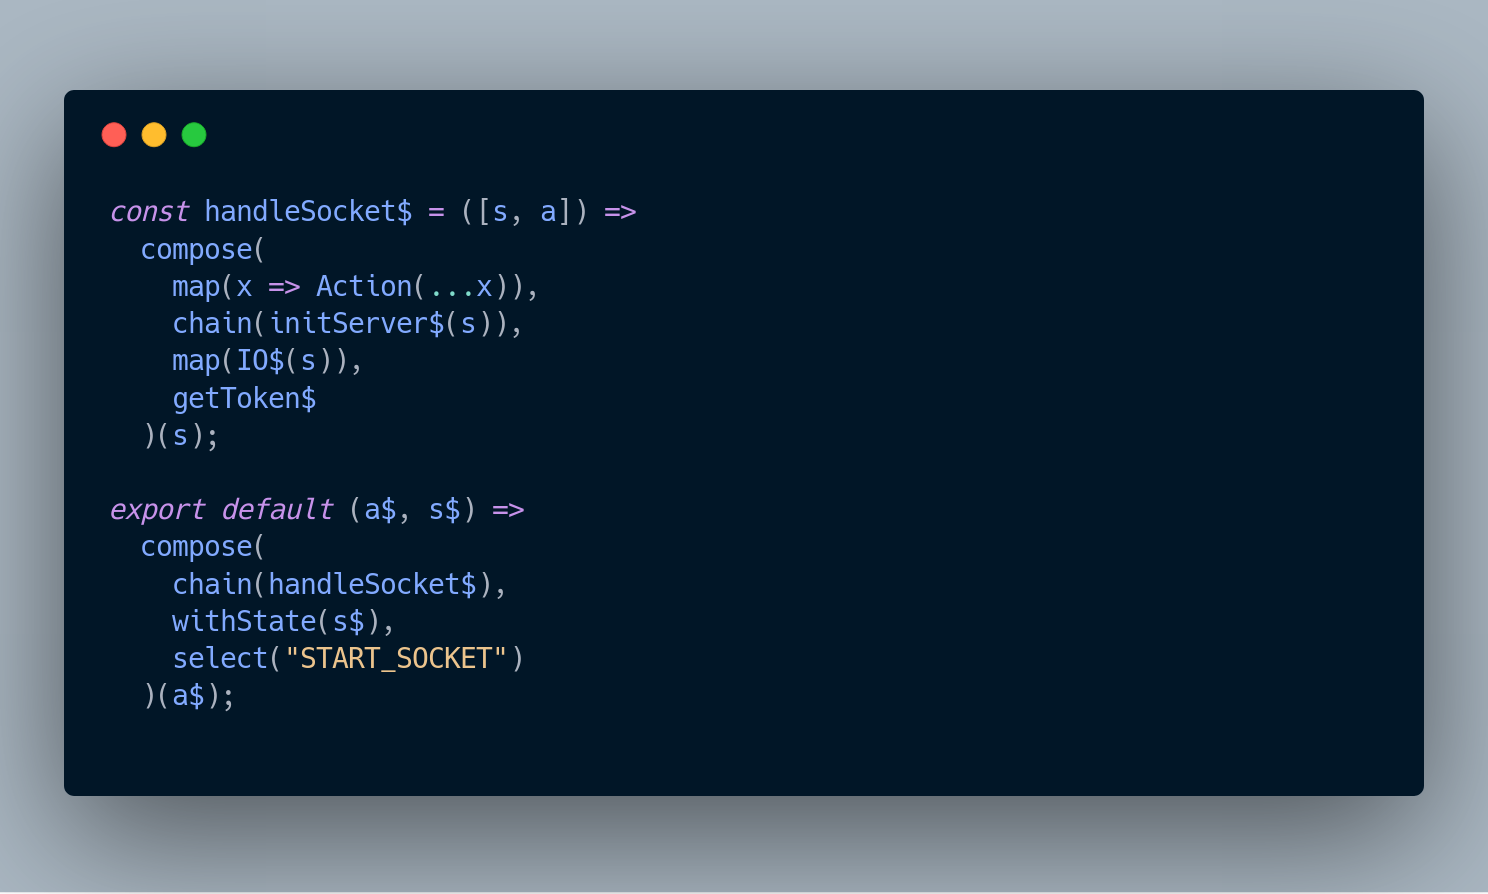 const handleSocket$ = ([s, a]) =>
  compose(
    map(x => Action(...x)),
    chain(initServer$(s)),
    map(IO$(s)),
    getToken$
  )(s);

export default (a$, s$) =>
  compose(
    chain(handleSocket$),
    withState(s$),
    select("START_SOCKET")
  )(a$);